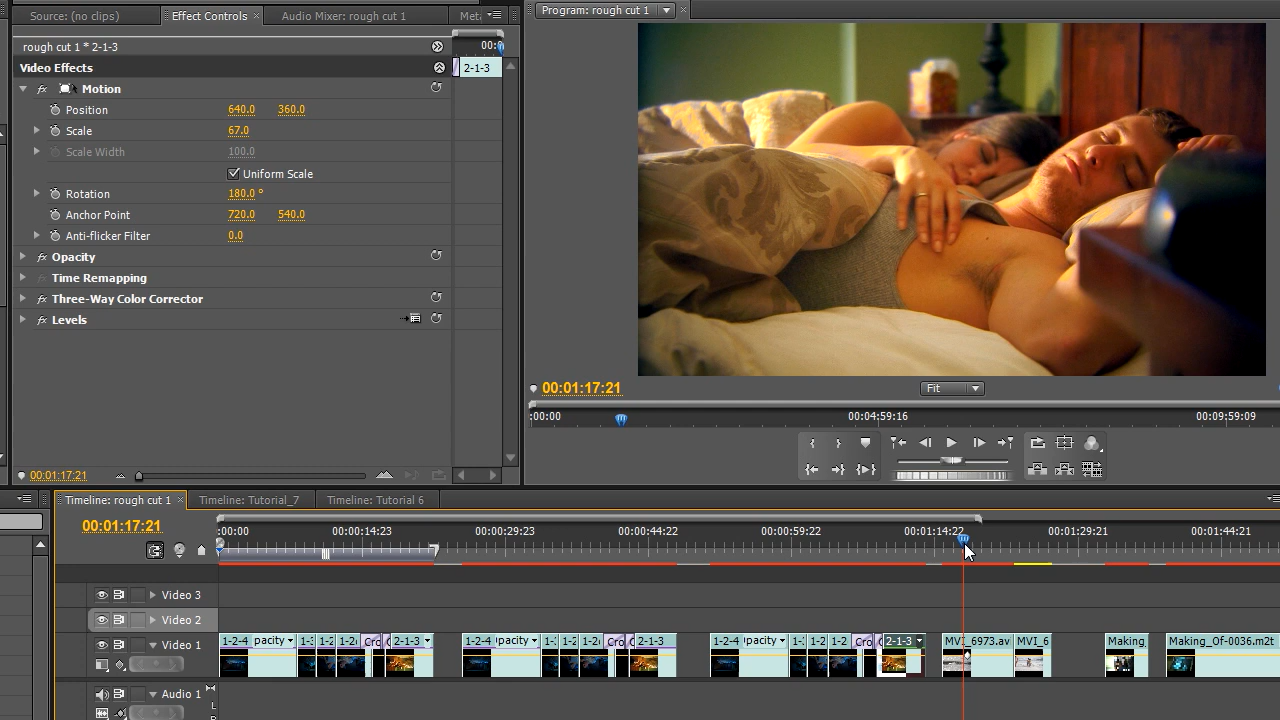 Source: (no clips) Effect Controls × Audio Mixer: rough cut 1 Meta
rough cut 1 * 2-1-3 00:0
Video Effects 2-1-3
fx Motion
Position 640.0 360.0
Scale 67.0
Scale Width 100.0
Uniform Scale
Rotation 180.0 °
Anchor Point 720.0 540.0
Anti-flicker Filter 0.0
fx Opacity
fx Time Remapping
fx Three-Way Color Corrector
fx Levels
00:01:17:21
Program: rough cut 1 ×
00:01:17:21 Fit
:00:00 00:04:59:16 00:09:59:09
Timeline: rough cut 1 × Timeline: Tutorial_7 Timeline: Tutorial 6
00:01:17:21 :00:00 00:00:14:23 00:00:29:23 00:00:44:22 00:00:59:22 00:01:14:22 00:01:29:21 00:01:44:21
Video 3
Video 2
Video 1 1-2-4 pacity 1-3 1-2 1-2 Cro 2-1-3 1-2-4 pacity 1-3 1-2 1-2 Cro 2-1-3 1-2-4 pacity 1-3 1-2 1-2-3 Cro 2-1-3 MVI_6973.av MVI_6 Making_ Making_Of-0036.m2t
Audio 1
L
R